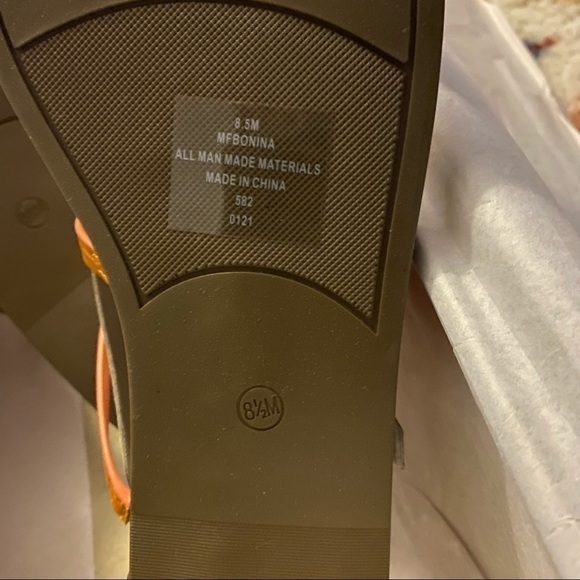 8.5M
MFBONINA
ALL MAN MADE MATERIALS
MADE IN CHINA
582
0121
8½M